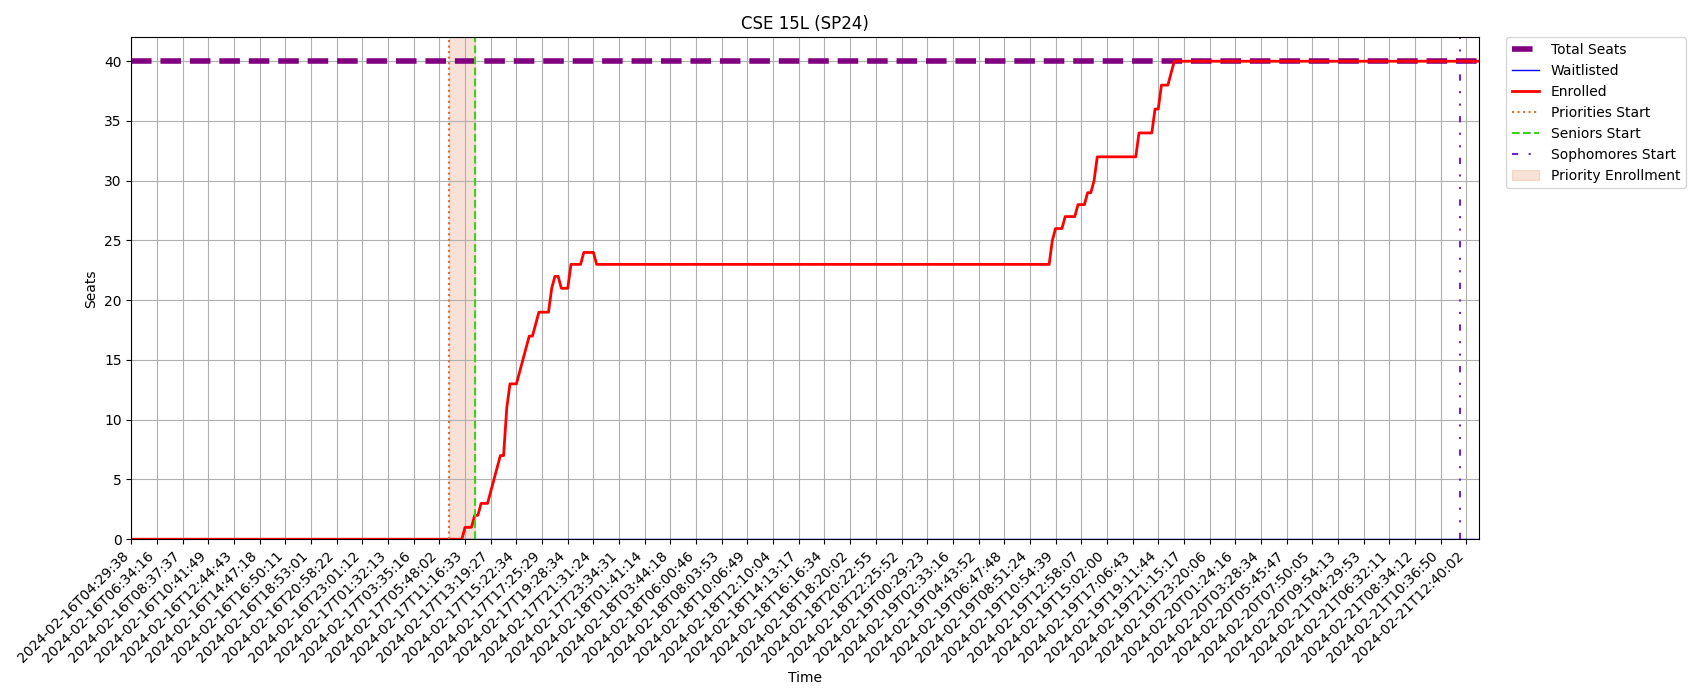 CSE 15L (SP24)
Total Seats
Waitlisted
Enrolled
Priorities Start
Seniors Start
Sophomores Start
Priority Enrollment
Seats
40
35
30
25
20
15
10
5
0
2024-02-16T04:29:38
2024-02-16T06:34:16
2024-02-16T08:37:37
2024-02-16T10:41:49
2024-02-16T12:44:43
2024-02-16T14:47:18
2024-02-16T16:50:11
2024-02-16T18:53:01
2024-02-16T20:58:22
2024-02-16T23:01:12
2024-02-17T01:32:13
2024-02-17T03:35:16
2024-02-17T05:48:02
2024-02-17T11:16:33
2024-02-17T13:19:27
2024-02-17T15:22:34
2024-02-17T17:25:29
2024-02-17T19:28:34
2024-02-17T21:31:24
2024-02-17T23:34:31
2024-02-18T01:41:14
2024-02-18T03:44:18
2024-02-18T06:00:46
2024-02-18T08:03:53
2024-02-18T10:06:49
2024-02-18T12:10:04
2024-02-18T14:13:17
2024-02-18T16:16:34
2024-02-18T18:20:02
2024-02-18T20:22:55
2024-02-18T22:25:52
2024-02-19T00:29:23
2024-02-19T02:33:16
2024-02-19T04:43:52
2024-02-19T06:47:48
2024-02-19T08:51:24
2024-02-19T10:54:39
2024-02-19T12:58:07
2024-02-19T15:02:00
2024-02-19T17:06:43
2024-02-19T19:11:44
2024-02-19T21:15:17
2024-02-19T23:20:06
2024-02-20T01:24:16
2024-02-20T03:28:34
2024-02-20T05:45:47
2024-02-20T07:50:05
2024-02-20T09:54:13
2024-02-21T04:29:53
2024-02-21T06:32:11
2024-02-21T08:34:12
2024-02-21T10:36:50
2024-02-21T12:40:02
Time